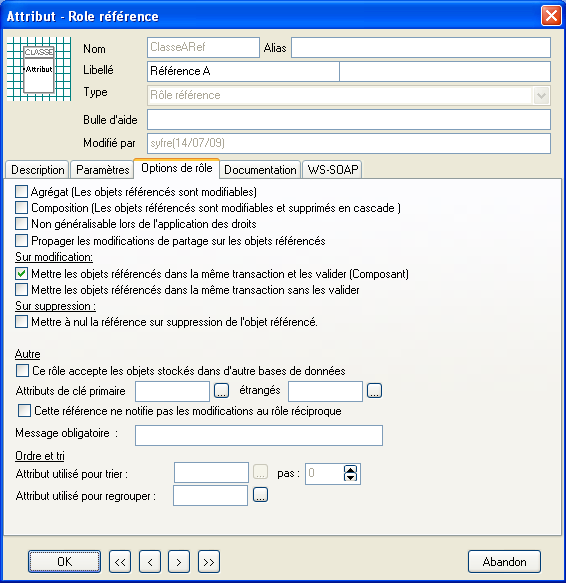 Attribut - Role référence
CLASSE
Attribut
Nom ClasseARef Alias
Libellé Référence A
Type Rôle référence
Bulle d'aide
Modifié par syfre(14/07/09)
Description Paramètres Options de rôle Documentation WS-SOAP
Agrégat (Les objets référencés sont modifiables)
Composition (Les objets référencés sont modifiables et supprimés en cascade )
Non généralisable lors de l'application des droits
Propager les modifications de partage sur les objets référencés
Sur modification:
Mettre les objets référencés dans la même transaction et les valider (Composant)
Mettre les objets référencés dans la même transaction sans les valider
Sur suppression :
Mettre à nul la référence sur suppression de l'objet référencé.
Autre
Ce rôle accepte les objets stockés dans d'autre bases de données
Attributs de clé primaire ... étrangés ...
Cette référence ne notifie pas les modifications au rôle réciproque
Message obligatoire :
Ordre et tri
Attribut utilisé pour trier : ... pas : 0
Attribut utilisé pour regrouper : ...
OK << < > >> Abandon